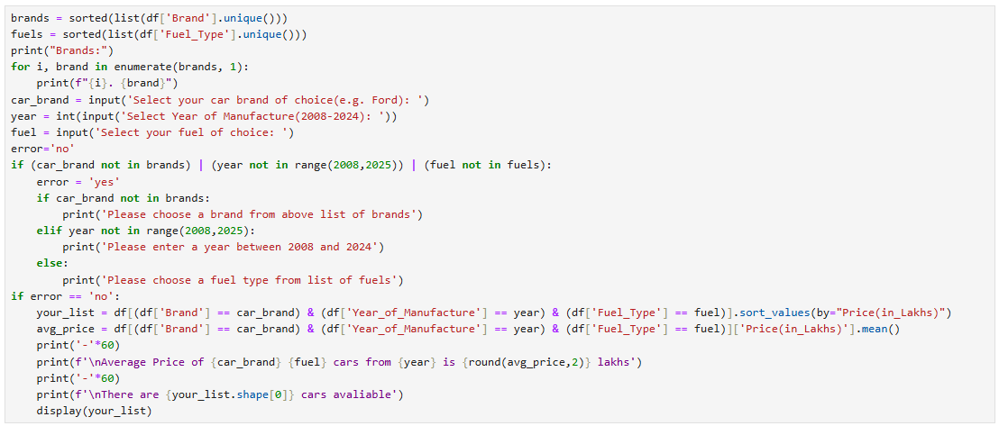 brands = sorted(list(df['Brand'].unique()))
fuels = sorted(list(df['Fuel_Type'].unique()))
print("Brands:")
for i, brand in enumerate(brands, 1):
    print(f"{i}. {brand}")
car_brand = input('Select your car brand of choice(e.g. Ford): ')
year = int(input('Select Year of Manufacture(2008-2024): '))
fuel = input('Select your fuel of choice: ')
error='no'
if (car_brand not in brands) | (year not in range(2008,2025)) | (fuel not in fuels):
    error = 'yes'
    if car_brand not in brands:
        print('Please choose a brand from above list of brands')
    elif year not in range(2008,2025):
        print('Please enter a year between 2008 and 2024')
    else:
        print('Please choose a fuel type from list of fuels')
if error == 'no':
    your_list = df[(df['Brand'] == car_brand) & (df['Year_of_Manufacture'] == year) & (df['Fuel_Type'] == fuel)].sort_values(by="Price(in_Lakhs)")
    avg_price = df[(df['Brand'] == car_brand) & (df['Year_of_Manufacture'] == year) & (df['Fuel_Type'] == fuel)]['Price(in_Lakhs)'].mean()
    print('-'*60)
    print(f'\nAverage Price of {car_brand} {fuel} cars from {year} is {round(avg_price,2)} lakhs')
    print('-'*60)
    print(f'\nThere are {your_list.shape[0]} cars avaliable')
    display(your_list)